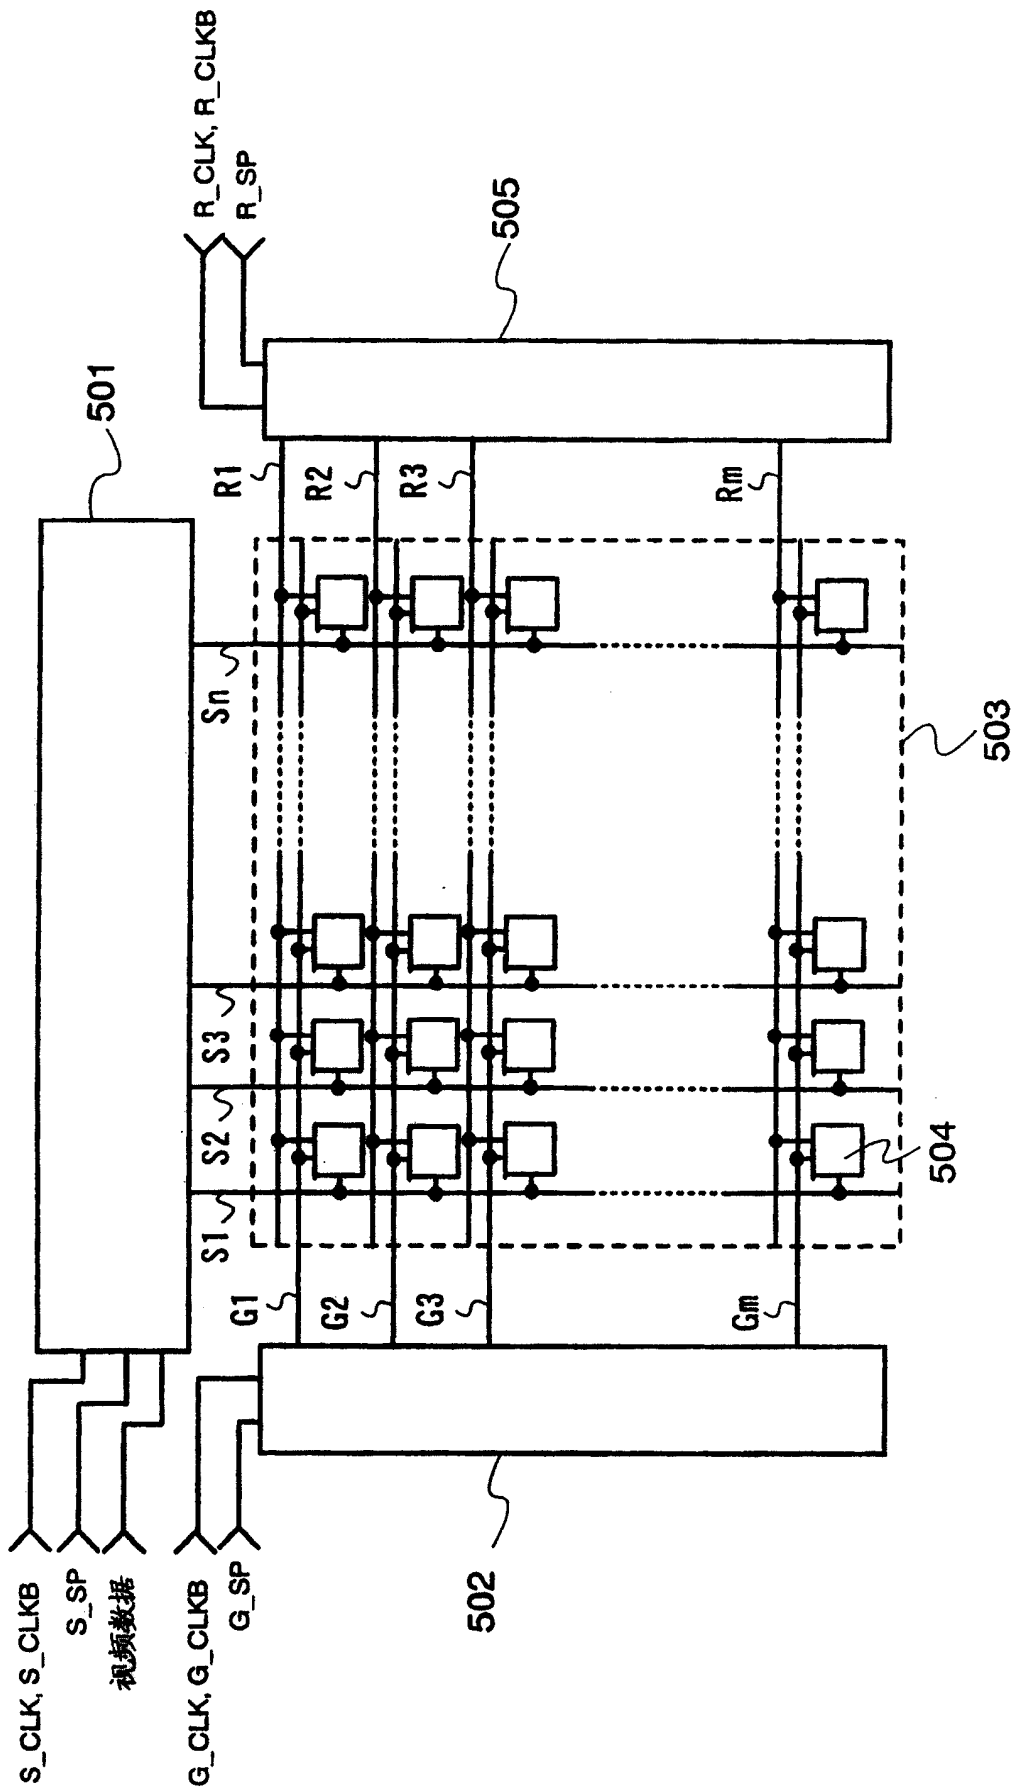 S_CLK, S_CLKB
S_SP
视频数据
G_CLK, G_CLKB
G_SP
501
R_CLK, R_CLKB
R_SP
S1
S2
S3
Sn
G1
G2
G3
Gm
R1
R2
R3
Rm
502
503
504
505